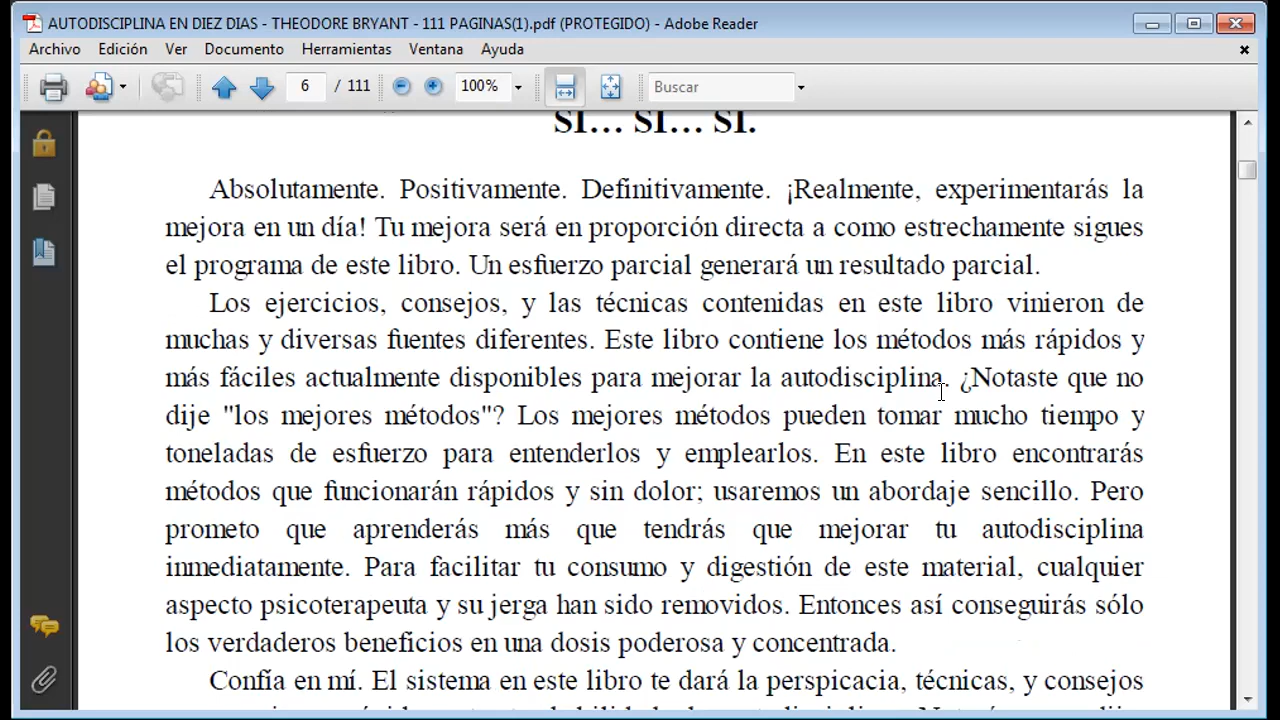 AUTODISCIPLINA EN DIEZ DIAS - THEODORE BRYANT - 111 PAGINAS(1).pdf (PROTEGIDO) - Adobe Reader
Archivo Edición Ver Documento Herramientas Ventana Ayuda
6 / 111 100% Buscar
SI… SI… SI.
Absolutamente. Positivamente. Definitivamente. ¡Realmente, experimentarás la
mejora en un día! Tu mejora será en proporción directa a como estrechamente sigues
el programa de este libro. Un esfuerzo parcial generará un resultado parcial.
Los ejercicios, consejos, y las técnicas contenidas en este libro vinieron de
muchas y diversas fuentes diferentes. Este libro contiene los métodos más rápidos y
más fáciles actualmente disponibles para mejorar la autodisciplina. ¿Notaste que no
dije "los mejores métodos"? Los mejores métodos pueden tomar mucho tiempo y
toneladas de esfuerzo para entenderlos y emplearlos. En este libro encontrarás
métodos que funcionarán rápidos y sin dolor; usaremos un abordaje sencillo. Pero
prometo que aprenderás más que tendrás que mejorar tu autodisciplina
inmediatamente. Para facilitar tu consumo y digestión de este material, cualquier
aspecto psicoterapeuta y su jerga han sido removidos. Entonces así conseguirás sólo
los verdaderos beneficios en una dosis poderosa y concentrada.
Confía en mí. El sistema en este libro te dará la perspicacia, técnicas, y consejos